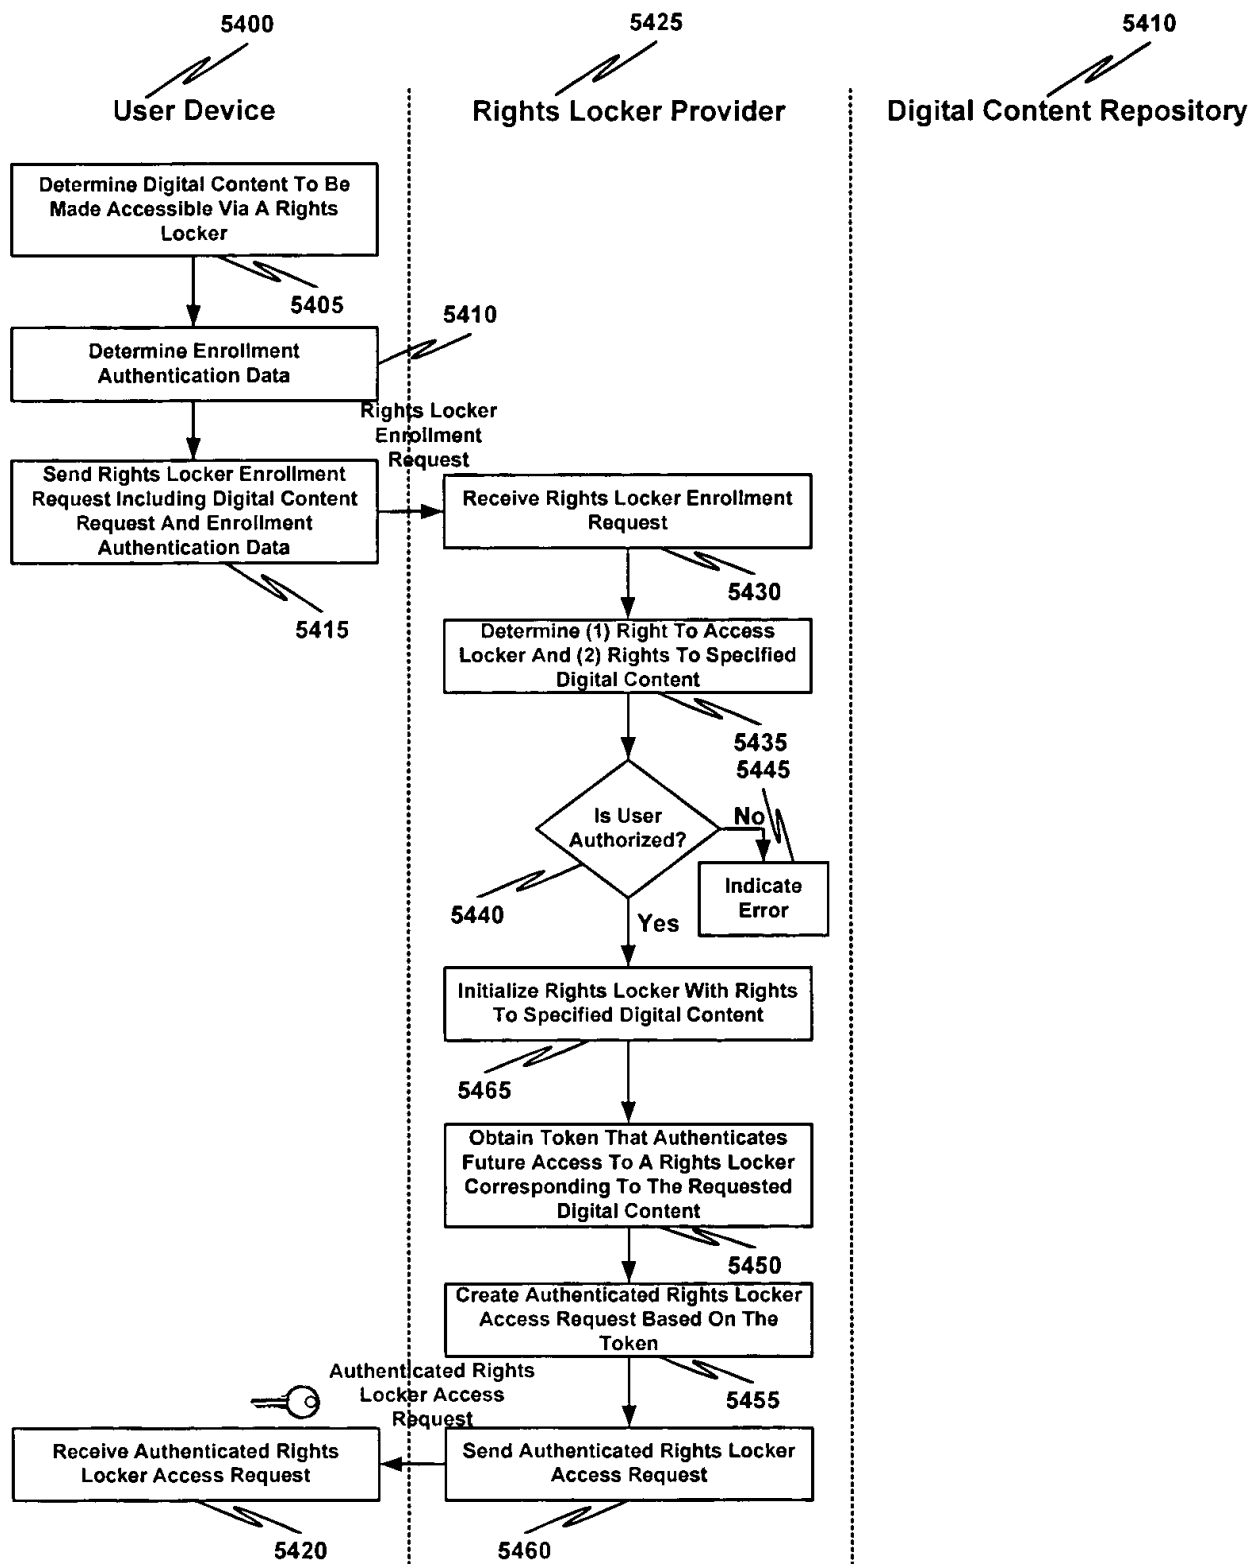 5400
5425
5410
User Device
Rights Locker Provider
Digital Content Repository
Determine Digital Content To Be
Made Accessible Via A Rights
Locker
5405
5410
Determine Enrollment
Authentication Data
Rights Locker
Enrollment
Request
Send Rights Locker Enrollment
Request Including Digital Content
Request And Enrollment
Authentication Data
5415
Receive Rights Locker Enrollment
Request
5430
Determine (1) Right To Access
Locker And (2) Rights To Specified
Digital Content
5435
5445
Is User
Authorized?
No
5440
Indicate
Error
Yes
Initialize Rights Locker With Rights
To Specified Digital Content
5465
Obtain Token That Authenticates
Future Access To A Rights Locker
Corresponding To The Requested
Digital Content
5450
Create Authenticated Rights Locker
Access Request Based On The
Token
5455
Authenticated Rights
Locker Access
Request
Receive Authenticated Rights
Locker Access Request
5420
Send Authenticated Rights Locker
Access Request
5460